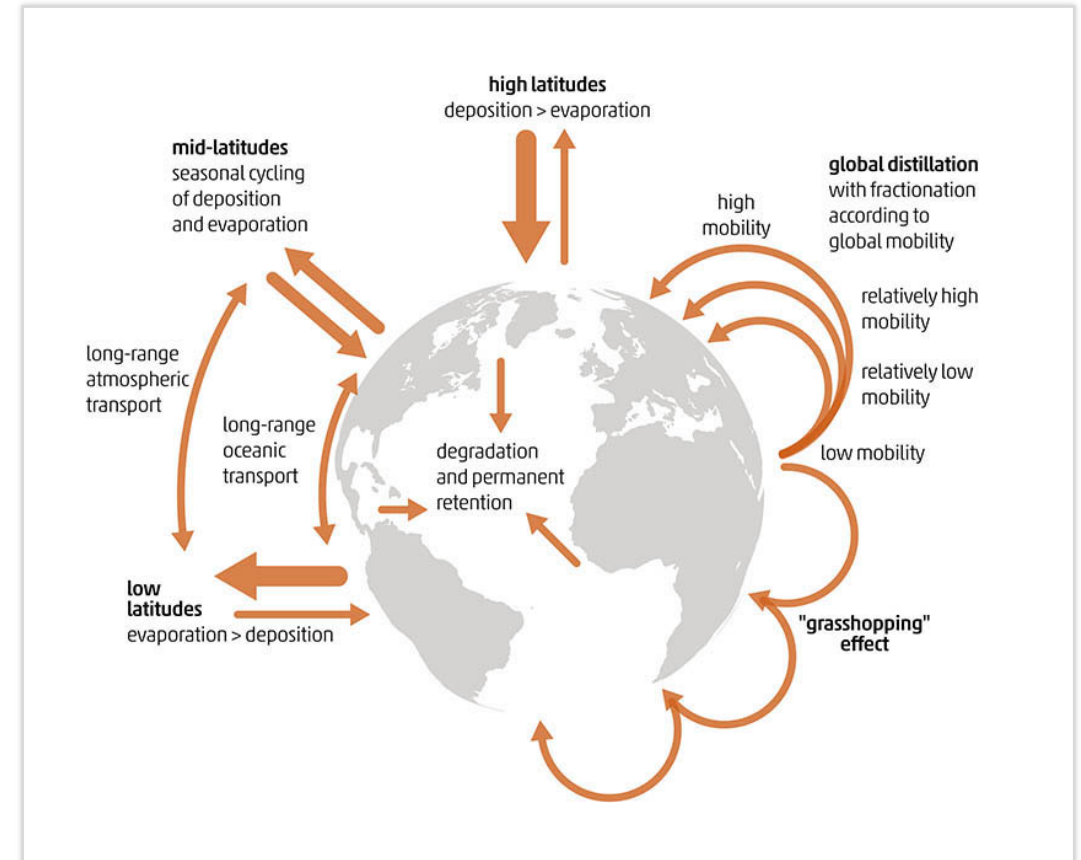 high latitudes
deposition > evaporation
mid-latitudes
seasonal cycling
of deposition
and evaporation
global distillation
with fractionation
according to
global mobility
high
mobility
relatively high
mobility
long-range
atmospheric
transport
relatively low
mobility
long-range
oceanic
transport
degradation
and permanent
retention
low mobility
low
latitudes
evaporation > deposition
"grasshopping"
effect